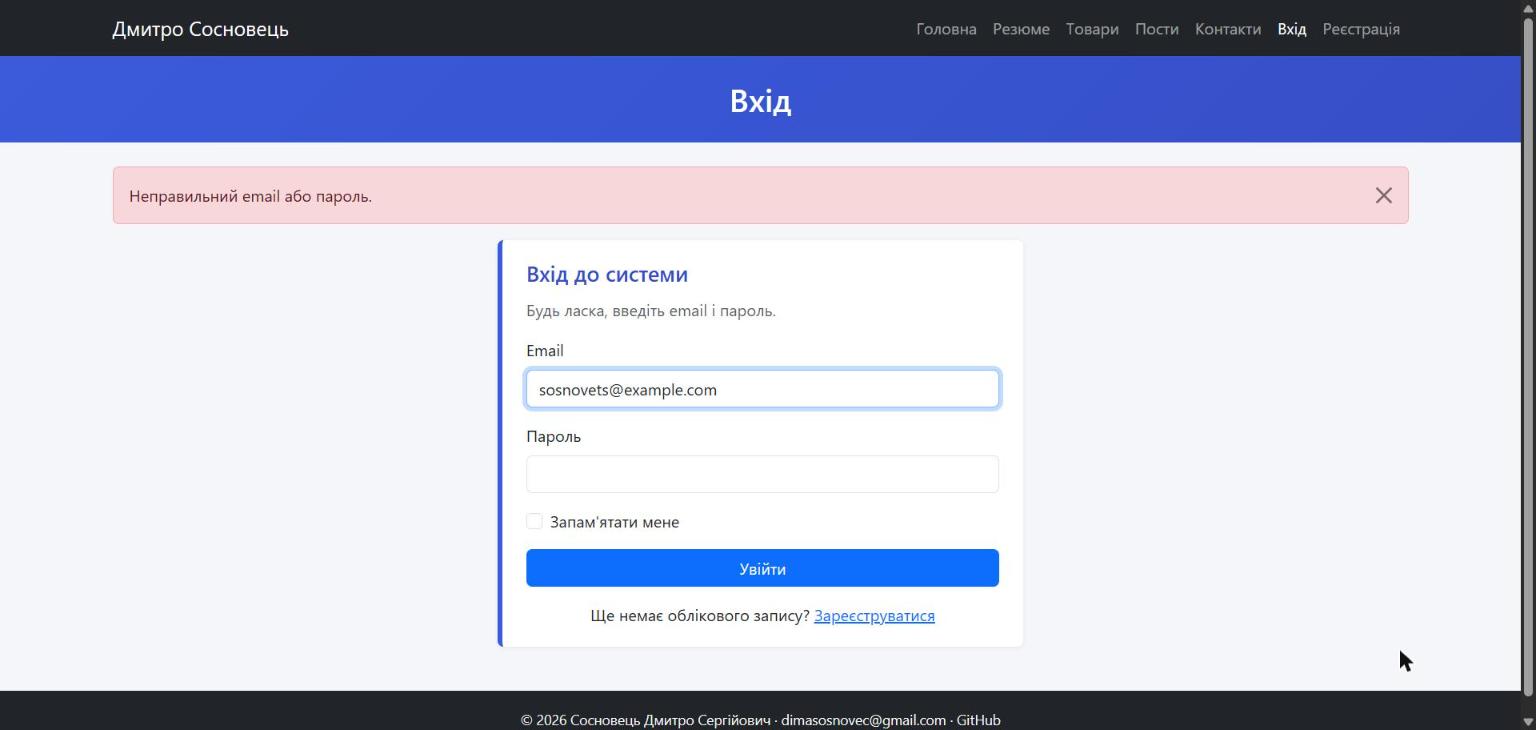 Дмитро Сосновець
Головна Резюме Товари Пости Контакти Вхід Реєстрація
Вхід
Неправильний email або пароль.
Вхід до системи
Будь ласка, введіть email і пароль.
Email
sosnovets@example.com
Пароль
Запам'ятати мене
Увійти
Ще немає облікового запису? Зареєструватися
© 2026 Сосновець Дмитро Сергійович · dimasosnovec@gmail.com · GitHub